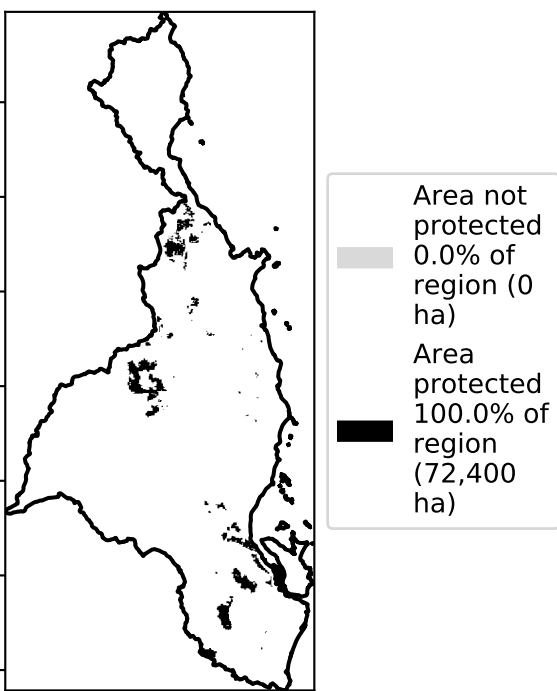 Area not
protected
0.0% of
region (0
ha)
Area
protected
100.0% of
region
(72,400
ha)